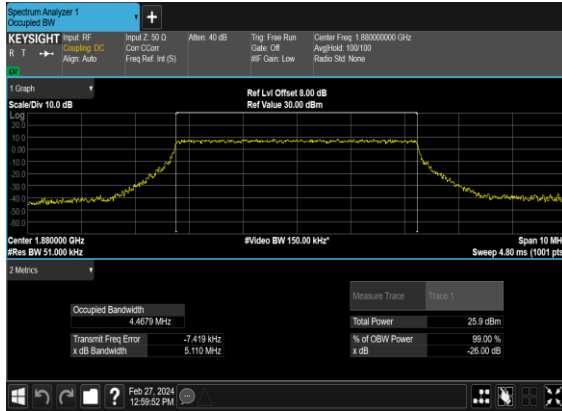 Spectrum Analyzer 1
Occupied BW
+
KEYSIGHT
R T
LU
Input: RF
Coupling: DC
Align: Auto
Input Z: 50 Ω
Corr CCorr
Freq Ref: Int (S)
Atten: 40 dB
Trig: Free Run
Gate: Off
#IF Gain: Low
Center Freq: 1.880000000 GHz
Avg|Hold: 100/100
Radio Std: None
1 Graph
Scale/Div 10.0 dB
Ref Lvl Offset 8.00 dB
Ref Value 30.00 dBm
Log
20.0
10.0
0.00
-10.0
-20.0
-30.0
-40.0
-50.0
-60.0
Center 1.880000 GHz
#Res BW 51.000 kHz
#Video BW 150.00 kHz*
Span 10 MH
Sweep 4.80 ms (1001 pts
2 Metrics
Occupied Bandwidth
4.4679 MHz
Transmit Freq Error -7.419 kHz
x dB Bandwidth 5.110 MHz
Measure Trace Trace 1
Total Power 25.9 dBm
% of OBW Power 99.00 %
x dB -26.00 dB
?
Feb 27, 2024
12:59:52 PM